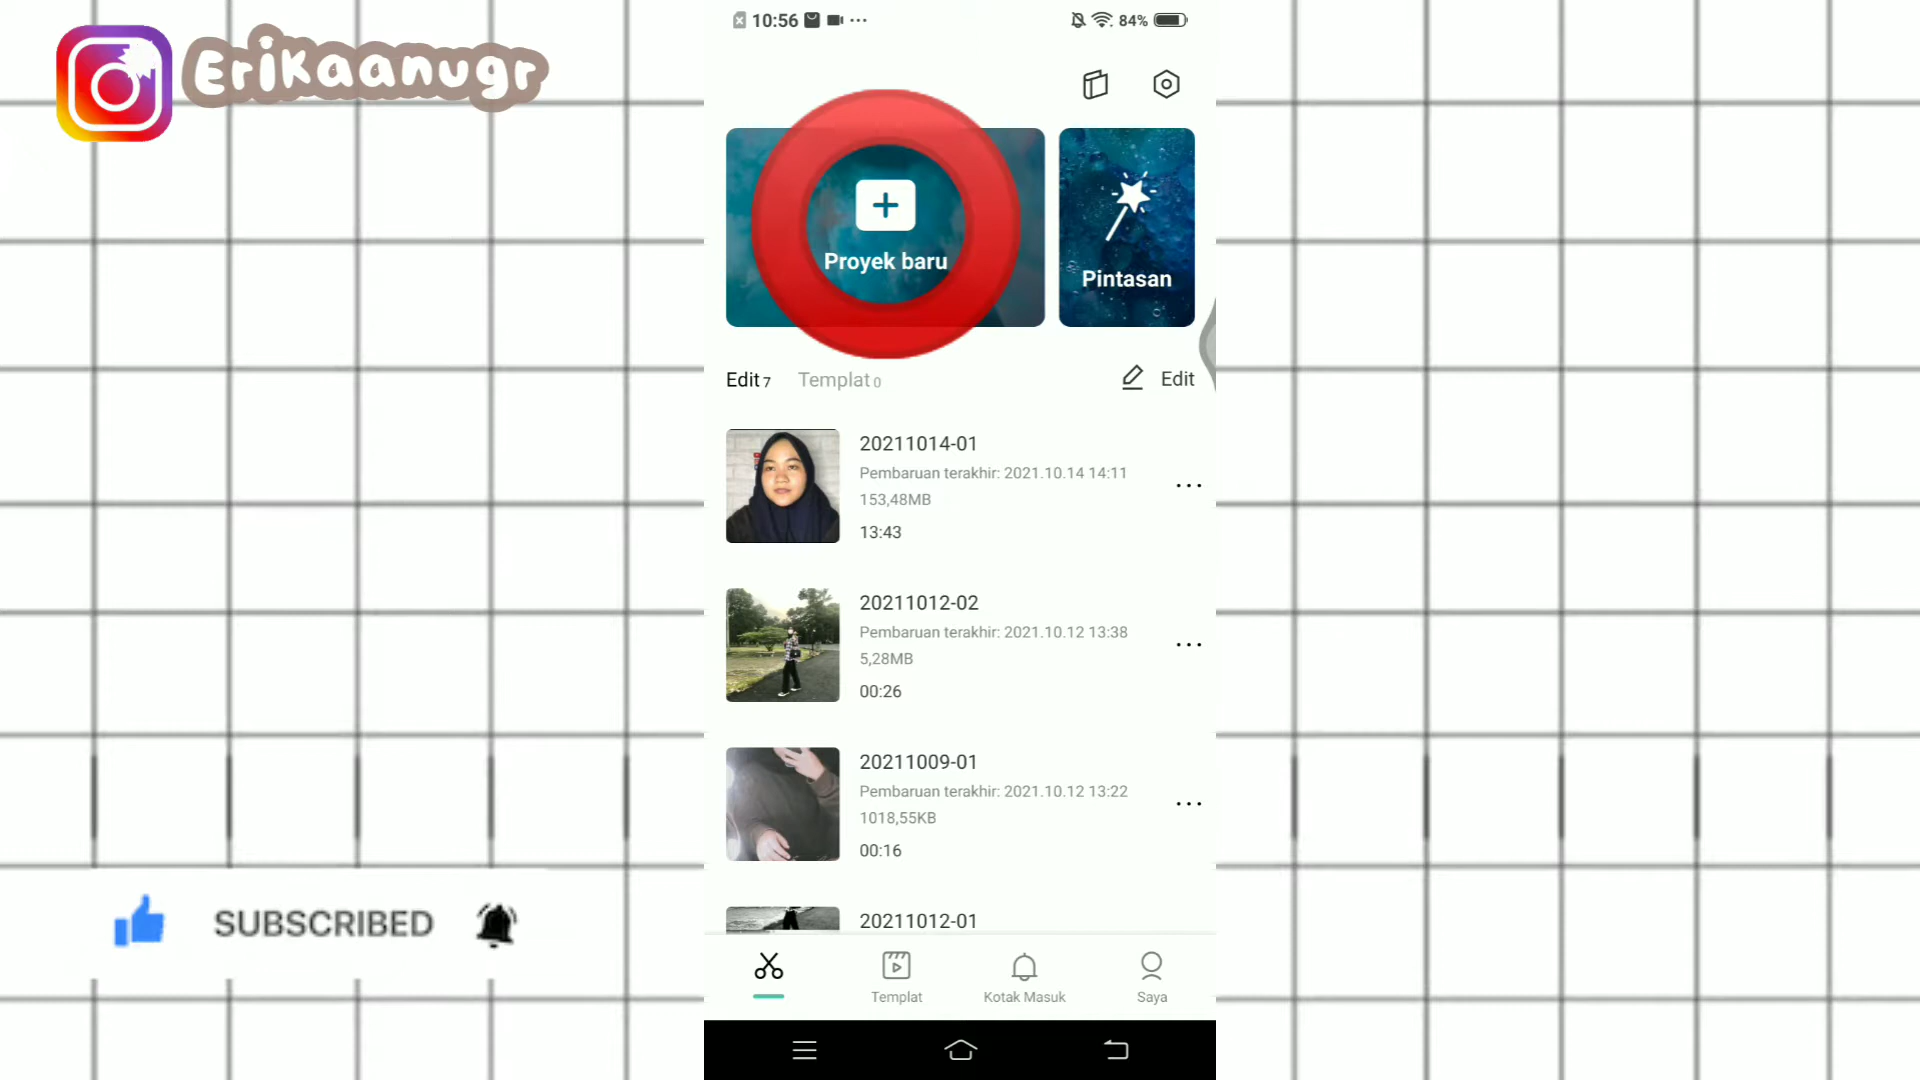 Erikaanugr
10:56
84%
Proyek baru
Pintasan
Edit 7
Templat 0
Edit
20211014-01
Pembaruan terakhir: 2021.10.14 14:11
153,48MB
13:43
20211012-02
Pembaruan terakhir: 2021.10.12 13:38
5,28MB
00:26
20211009-01
Pembaruan terakhir: 2021.10.12 13:22
1018,55KB
00:16
20211012-01
SUBSCRIBED
Templat
Kotak Masuk
Saya